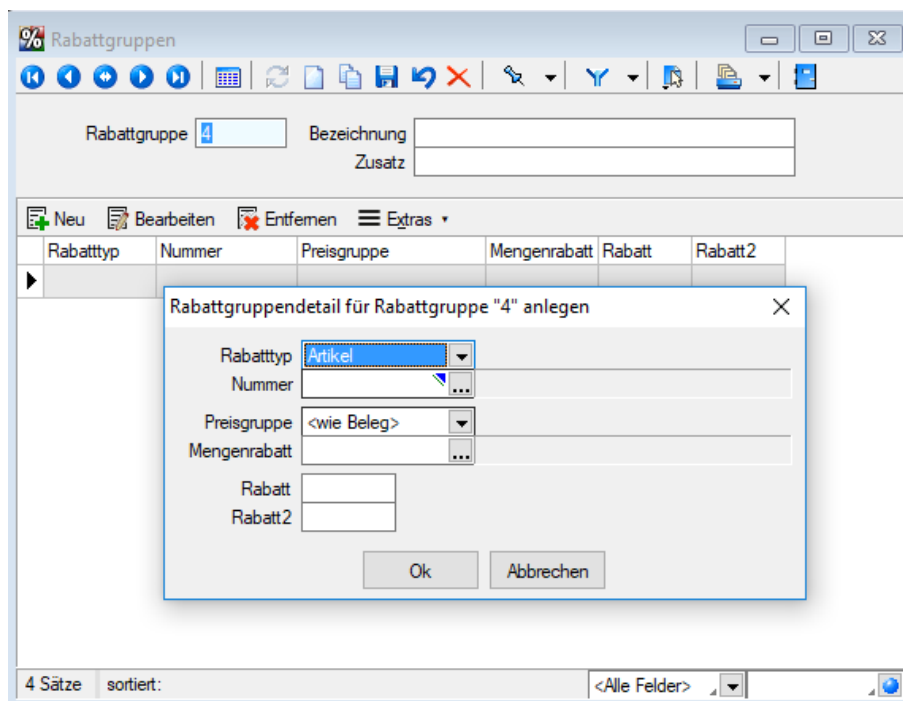 Rabattgruppen
Rabattgruppe 4 Bezeichnung
Zusatz
Neu Bearbeiten Entfernen Extras
Rabatttyp Nummer Preisgruppe Mengenrabatt Rabatt Rabatt2
Rabattgruppendetail für Rabattgruppe "4" anlegen
Rabatttyp Artikel
Nummer ...
Preisgruppe <wie Beleg>
Mengenrabatt ...
Rabatt
Rabatt2
Ok Abbrechen
4 Sätze sortiert: <Alle Felder>